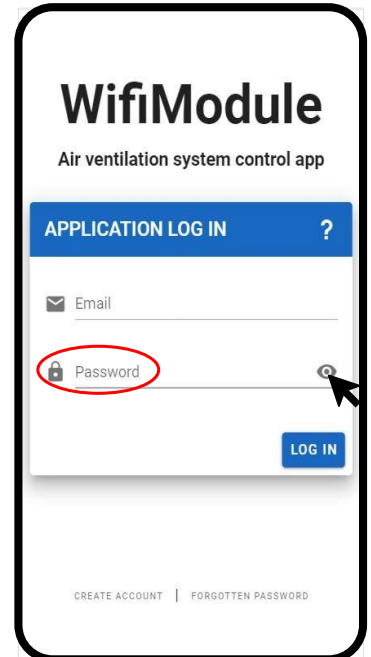 WifiModule
Air ventilation system control app
APPLICATION LOG IN ?
Email
Password
LOG IN
CREATE ACCOUNT | FORGOTTEN PASSWORD